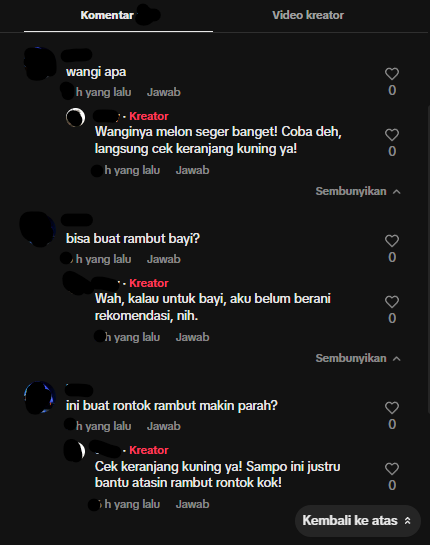 Komentar
Video kreator
wangi apa
h yang lalu Jawab
0
· Kreator
Wanginya melon seger banget! Coba deh,
langsung cek keranjang kuning ya!
0
h yang lalu Jawab
Sembunyikan
bisa buat rambut bayi?
h yang lalu Jawab
0
· Kreator
Wah, kalau untuk bayi, aku belum berani
rekomendasi, nih.
0
h yang lalu Jawab
Sembunyikan
ini buat rontok rambut makin parah?
h yang lalu Jawab
0
· Kreator
Cek keranjang kuning ya! Sampo ini justru
bantu atasin rambut rontok kok!
0
h yang lalu Jawab
Kembali ke atas